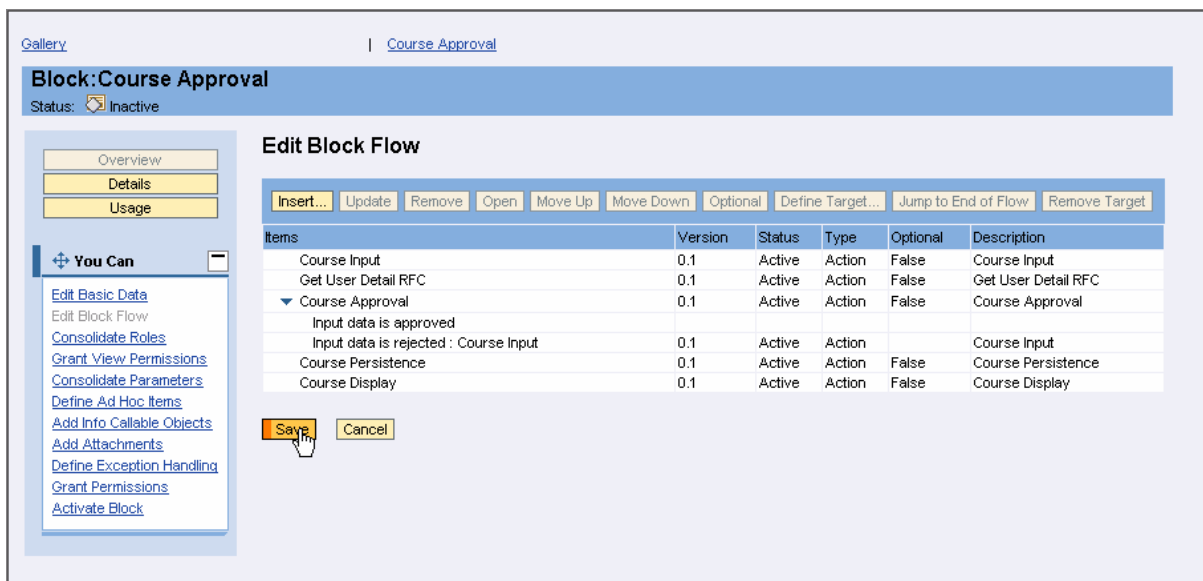 Gallery | Course Approval
Block:Course Approval
Status: Inactive
Overview
Details
Usage
You Can
Edit Basic Data
Edit Block Flow
Consolidate Roles
Grant View Permissions
Consolidate Parameters
Define Ad Hoc Items
Add Info Callable Objects
Add Attachments
Define Exception Handling
Grant Permissions
Activate Block
Edit Block Flow
Insert... Update Remove Open Move Up Move Down Optional Define Target... Jump to End of Flow Remove Target
Items Version Status Type Optional Description
Course Input 0.1 Active Action False Course Input
Get User Detail RFC 0.1 Active Action False Get User Detail RFC
Course Approval 0.1 Active Action False Course Approval
Input data is approved
Input data is rejected : Course Input 0.1 Active Action Course Input
Course Persistence 0.1 Active Action False Course Persistence
Course Display 0.1 Active Action False Course Display
Save Cancel